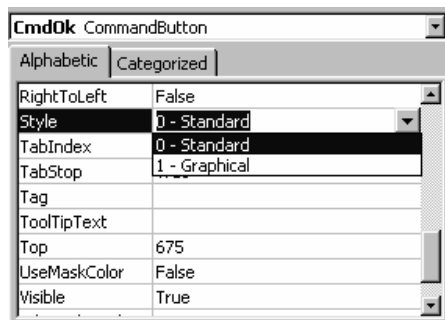 CmdOk CommandButton
Alphabetic Categorized
RightToLeft False
Style 0 - Standard
TabIndex 0 - Standard
TabStop 1 - Graphical
Tag
ToolTipText
Top 675
UseMaskColor False
Visible True